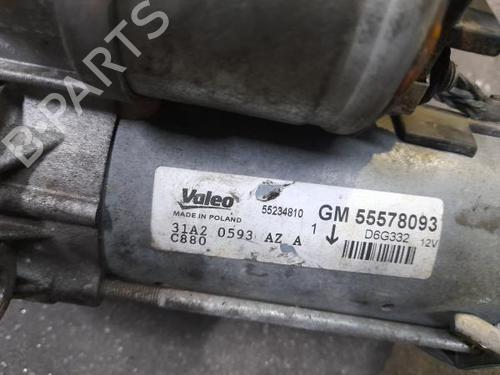 Valeo
MADE IN POLAND
55234810
GM 55578093
31A2 0593 AZ A
C880
1
D6G332
12V
B-PARTS